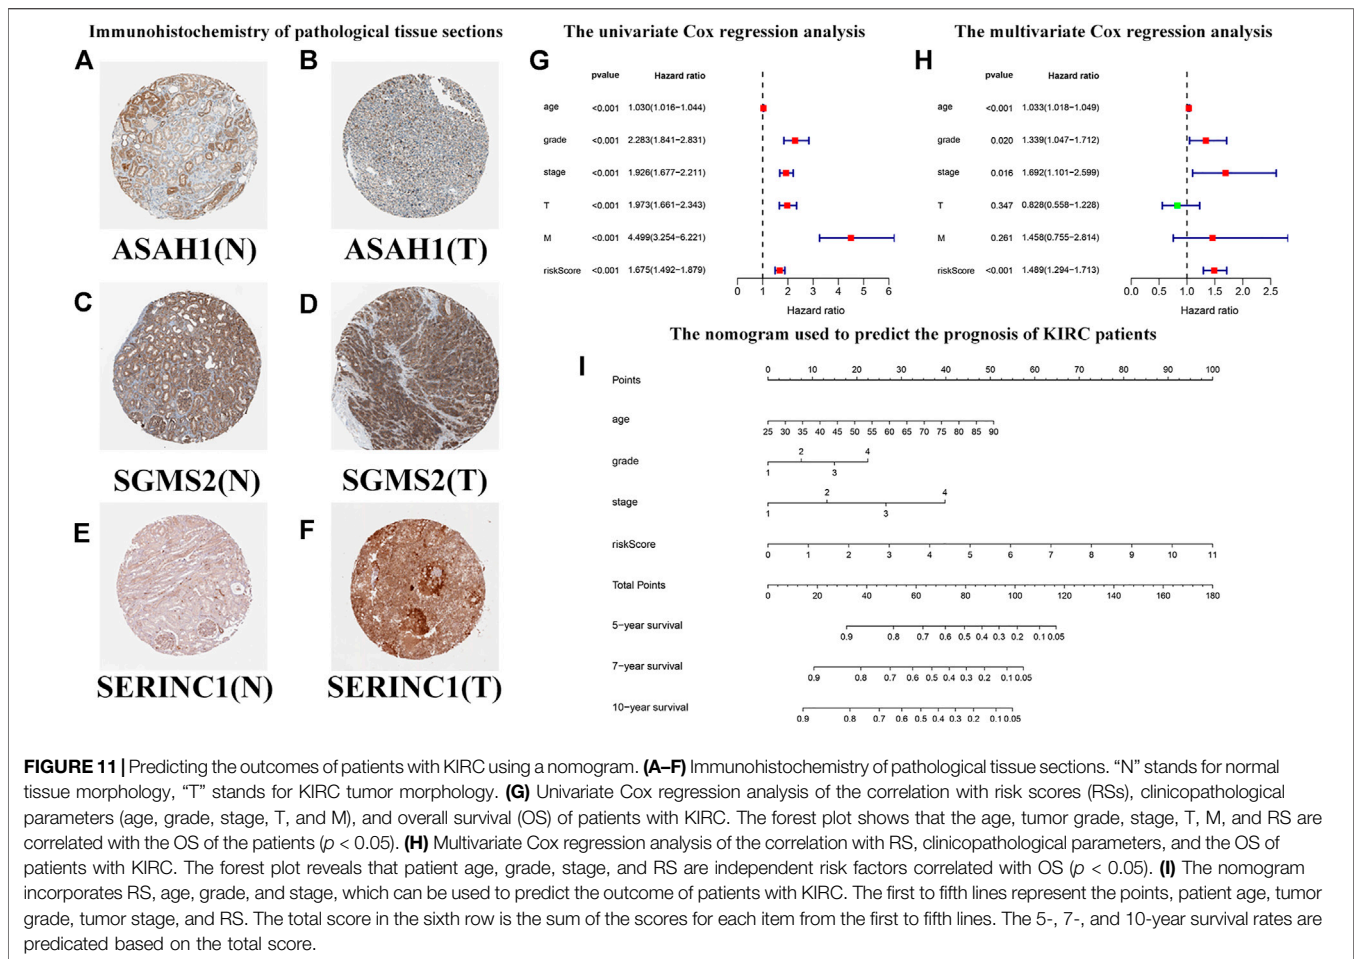 Immunohistochemistry of pathological tissue sections
A
B
ASAH1(N)
ASAH1(T)
C
D
SGMS2(N)
SGMS2(T)
E
F
SERINC1(N)
SERINC1(T)
The univariate Cox regression analysis
G
pvalue Hazard ratio
age <0.001 1.030(1.016−1.044)
grade <0.001 2.283(1.841−2.831)
stage <0.001 1.926(1.677−2.211)
T <0.001 1.973(1.661−2.343)
M <0.001 4.499(3.254−6.221)
riskScore <0.001 1.675(1.492−1.879)
0 1 2 3 4 5 6
Hazard ratio
The multivariate Cox regression analysis
H
pvalue Hazard ratio
age <0.001 1.033(1.018−1.049)
grade 0.020 1.339(1.047−1.712)
stage 0.016 1.692(1.101−2.599)
T 0.347 0.828(0.558−1.228)
M 0.261 1.458(0.755−2.814)
riskScore <0.001 1.489(1.294−1.713)
0.0 0.5 1.0 1.5 2.0 2.5
Hazard ratio
The nomogram used to predict the prognosis of KIRC patients
I
Points 0 10 20 30 40 50 60 70 80 90 100
age
25 30 35 40 45 50 55 60 65 70 75 80 85 90
2 4
grade
1 3
2 4
stage
1 3
riskScore
0 1 2 3 4 5 6 7 8 9 10 11
Total Points
0 20 40 60 80 100 120 140 160 180
5−year survival
0.9 0.8 0.7 0.6 0.5 0.4 0.3 0.2 0.1 0.05
7−year survival
0.9 0.8 0.7 0.6 0.5 0.4 0.3 0.2 0.1 0.05
10−year survival
0.9 0.8 0.7 0.6 0.5 0.4 0.3 0.2 0.1 0.05
FIGURE 11 | Predicting the outcomes of patients with KIRC using a nomogram. (A–F) Immunohistochemistry of pathological tissue sections. “N” stands for normal
tissue morphology, “T” stands for KIRC tumor morphology. (G) Univariate Cox regression analysis of the correlation with risk scores (RSs), clinicopathological
parameters (age, grade, stage, T, and M), and overall survival (OS) of patients with KIRC. The forest plot shows that the age, tumor grade, stage, T, M, and RS are
correlated with the OS of the patients (p < 0.05). (H) Multivariate Cox regression analysis of the correlation with RS, clinicopathological parameters, and the OS of
patients with KIRC. The forest plot reveals that patient age, grade, stage, and RS are independent risk factors correlated with OS (p < 0.05). (I) The nomogram
incorporates RS, age, grade, and stage, which can be used to predict the outcome of patients with KIRC. The first to fifth lines represent the points, patient age, tumor
grade, tumor stage, and RS. The total score in the sixth row is the sum of the scores for each item from the first to fifth lines. The 5-, 7-, and 10-year survival rates are
predicated based on the total score.